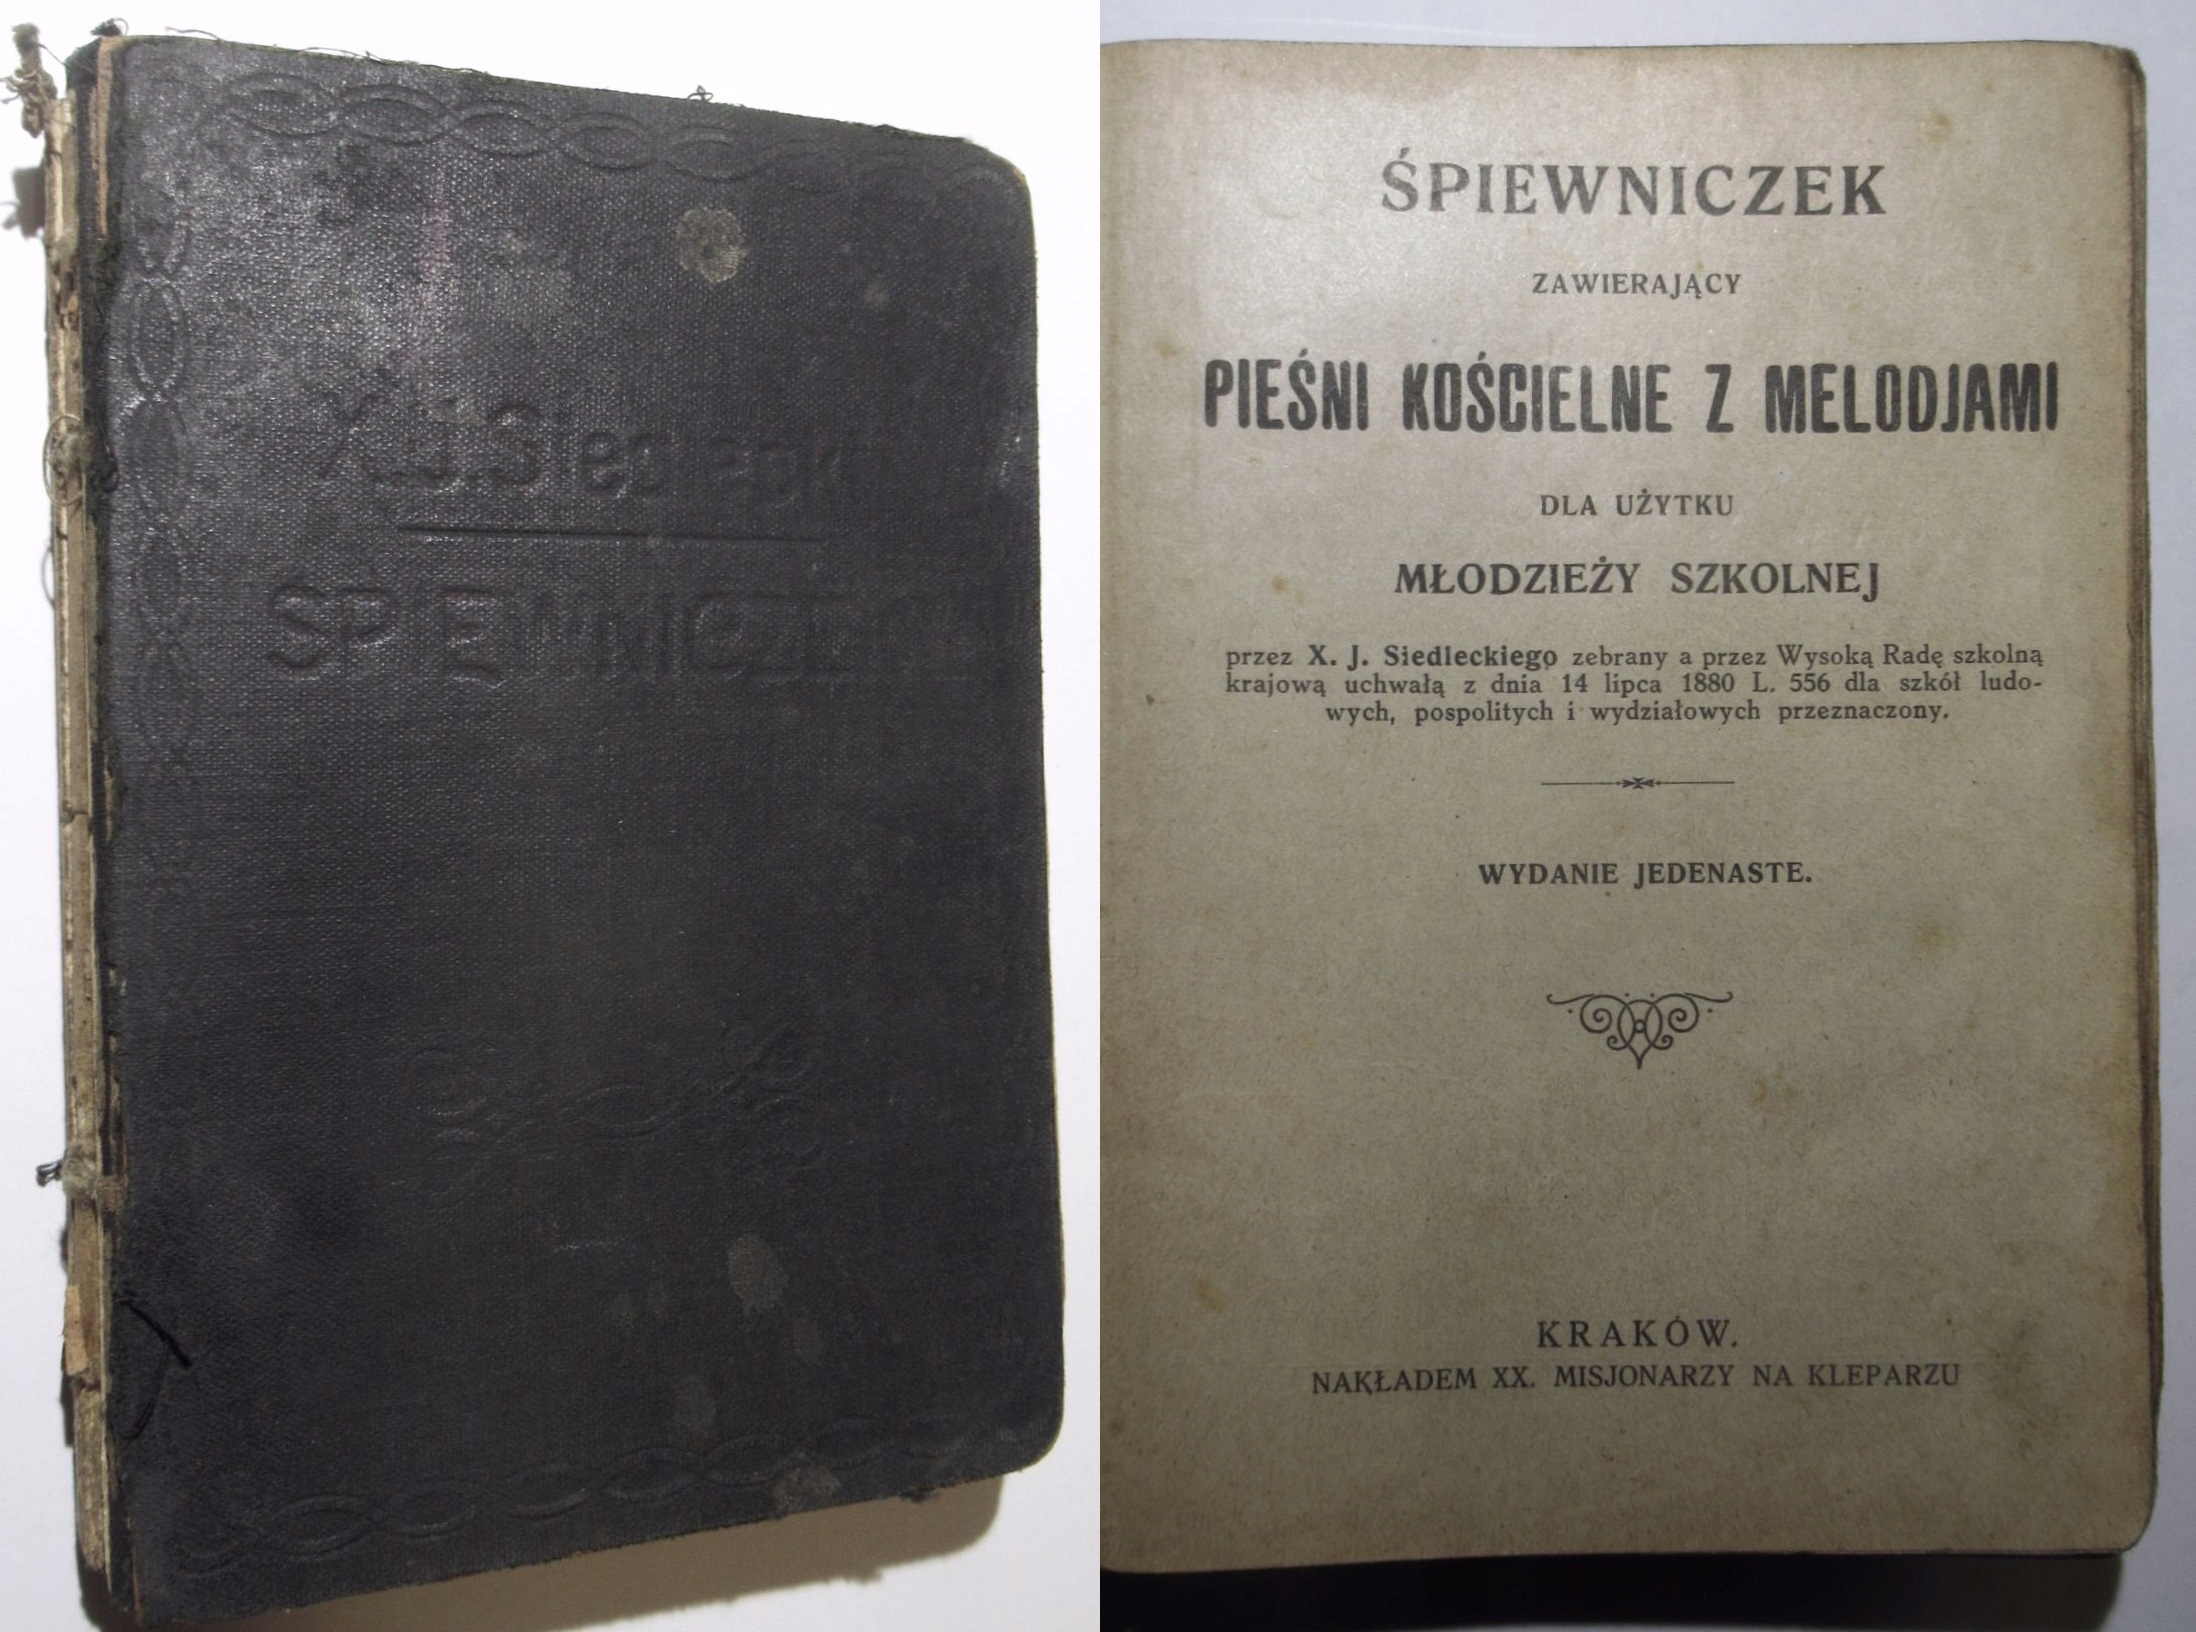 X. J. Siedlecki
ŚPIEWNICZEK
ŚPIEWNICZEK
ZAWIERAJĄCY
PIEŚNI KOŚCIELNE Z MELODJAMI
DLA UŻYTKU
MŁODZIEŻY SZKOLNEJ
przez X. J. Siedleckiego zebrany a przez Wysoką Radę szkolną
krajową uchwałą z dnia 14 lipca 1880 L. 556 dla szkół ludo-
wych, pospolitych i wydziałowych przeznaczony.
WYDANIE JEDENASTE.
KRAKÓW.
NAKŁADEM XX. MISJONARZY NA KLEPARZU